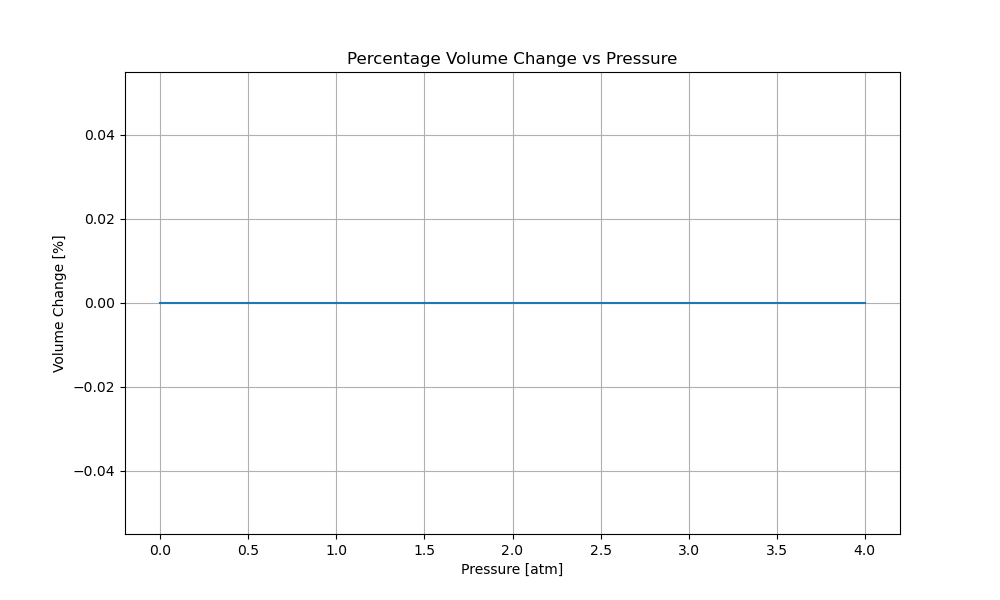 Percentage Volume Change vs Pressure
Volume Change [%]
0.04
0.02
0.00
−0.02
−0.04
0.0 0.5 1.0 1.5 2.0 2.5 3.0 3.5 4.0
Pressure [atm]